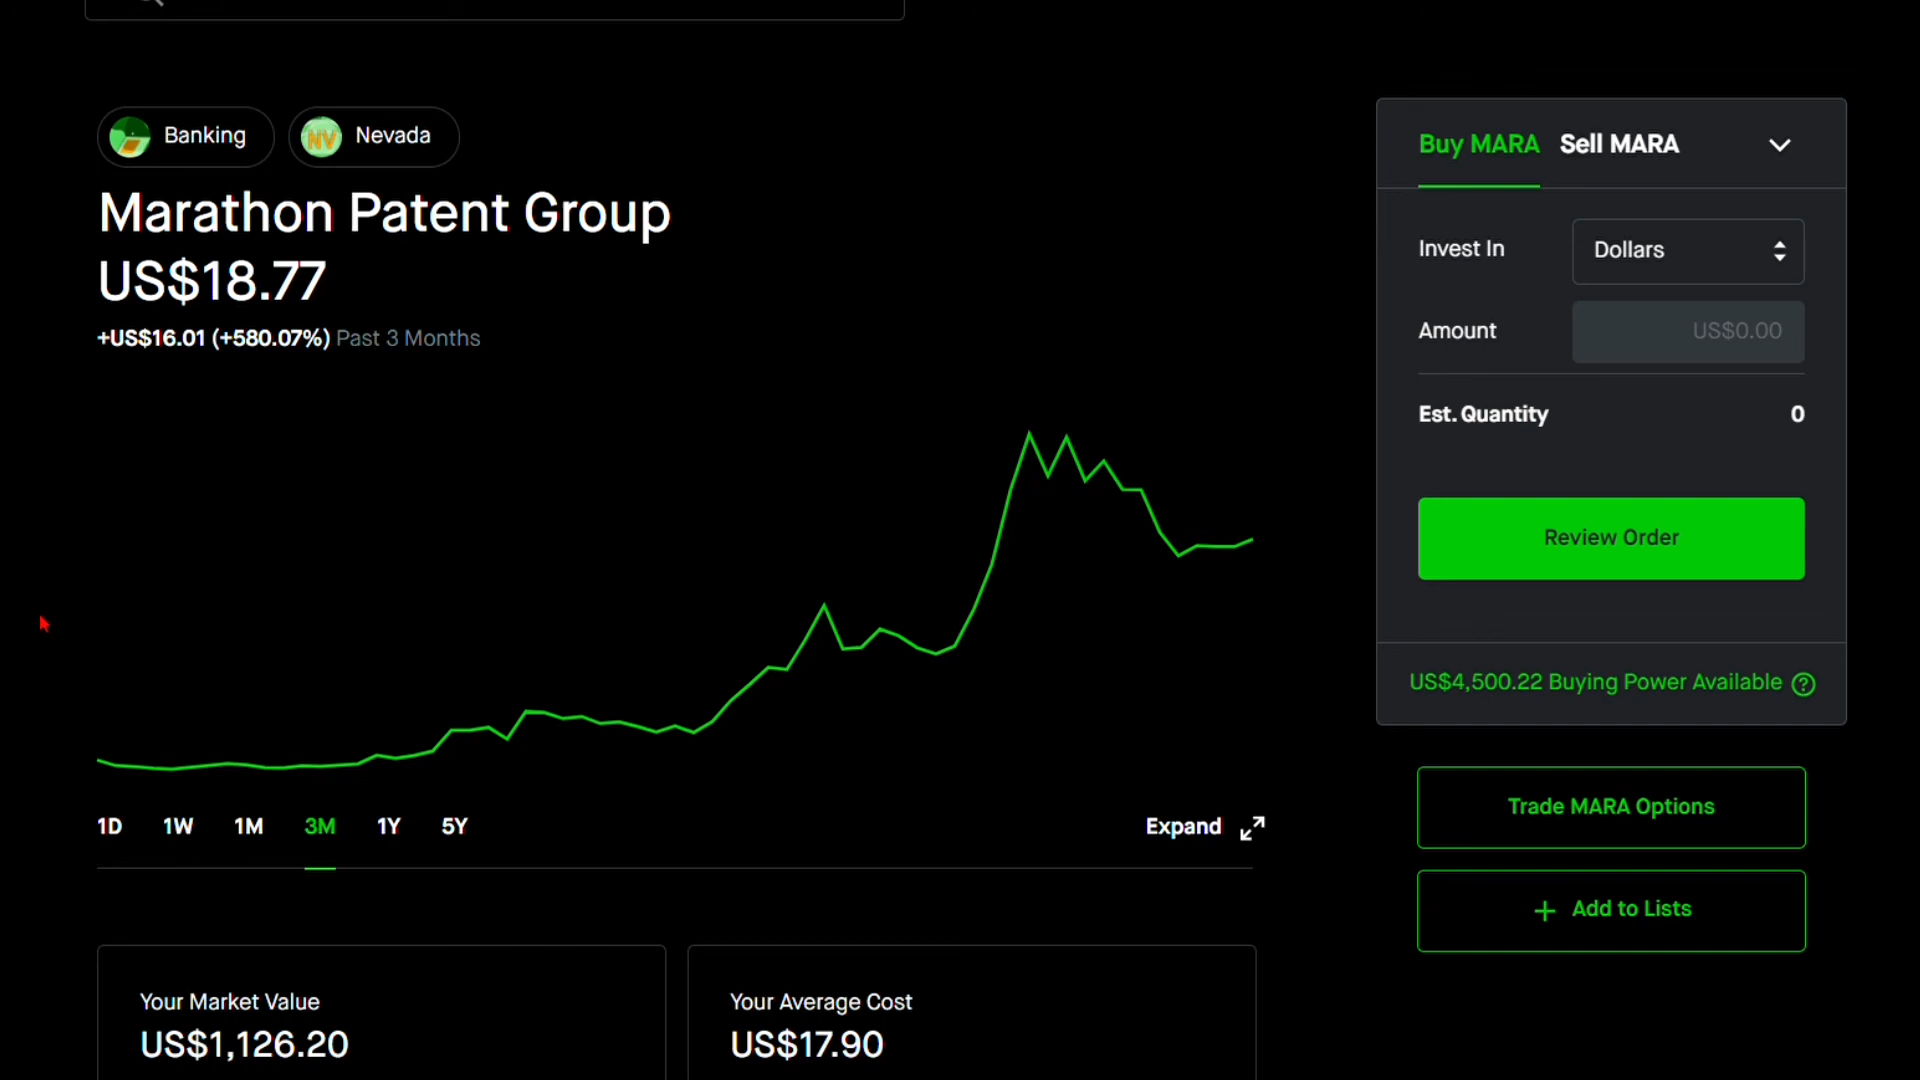 Banking
NV
Nevada
Marathon Patent Group
US$18.77
+US$16.01 (+580.07%) Past 3 Months
1D 1W 1M 3M 1Y 5Y
Expand
Your Market Value
US$1,126.20
Your Average Cost
US$17.90
Buy MARA Sell MARA
Invest In Dollars
Amount US$0.00
Est. Quantity 0
Review Order
US$4,500.22 Buying Power Available ?
Trade MARA Options
+ Add to Lists